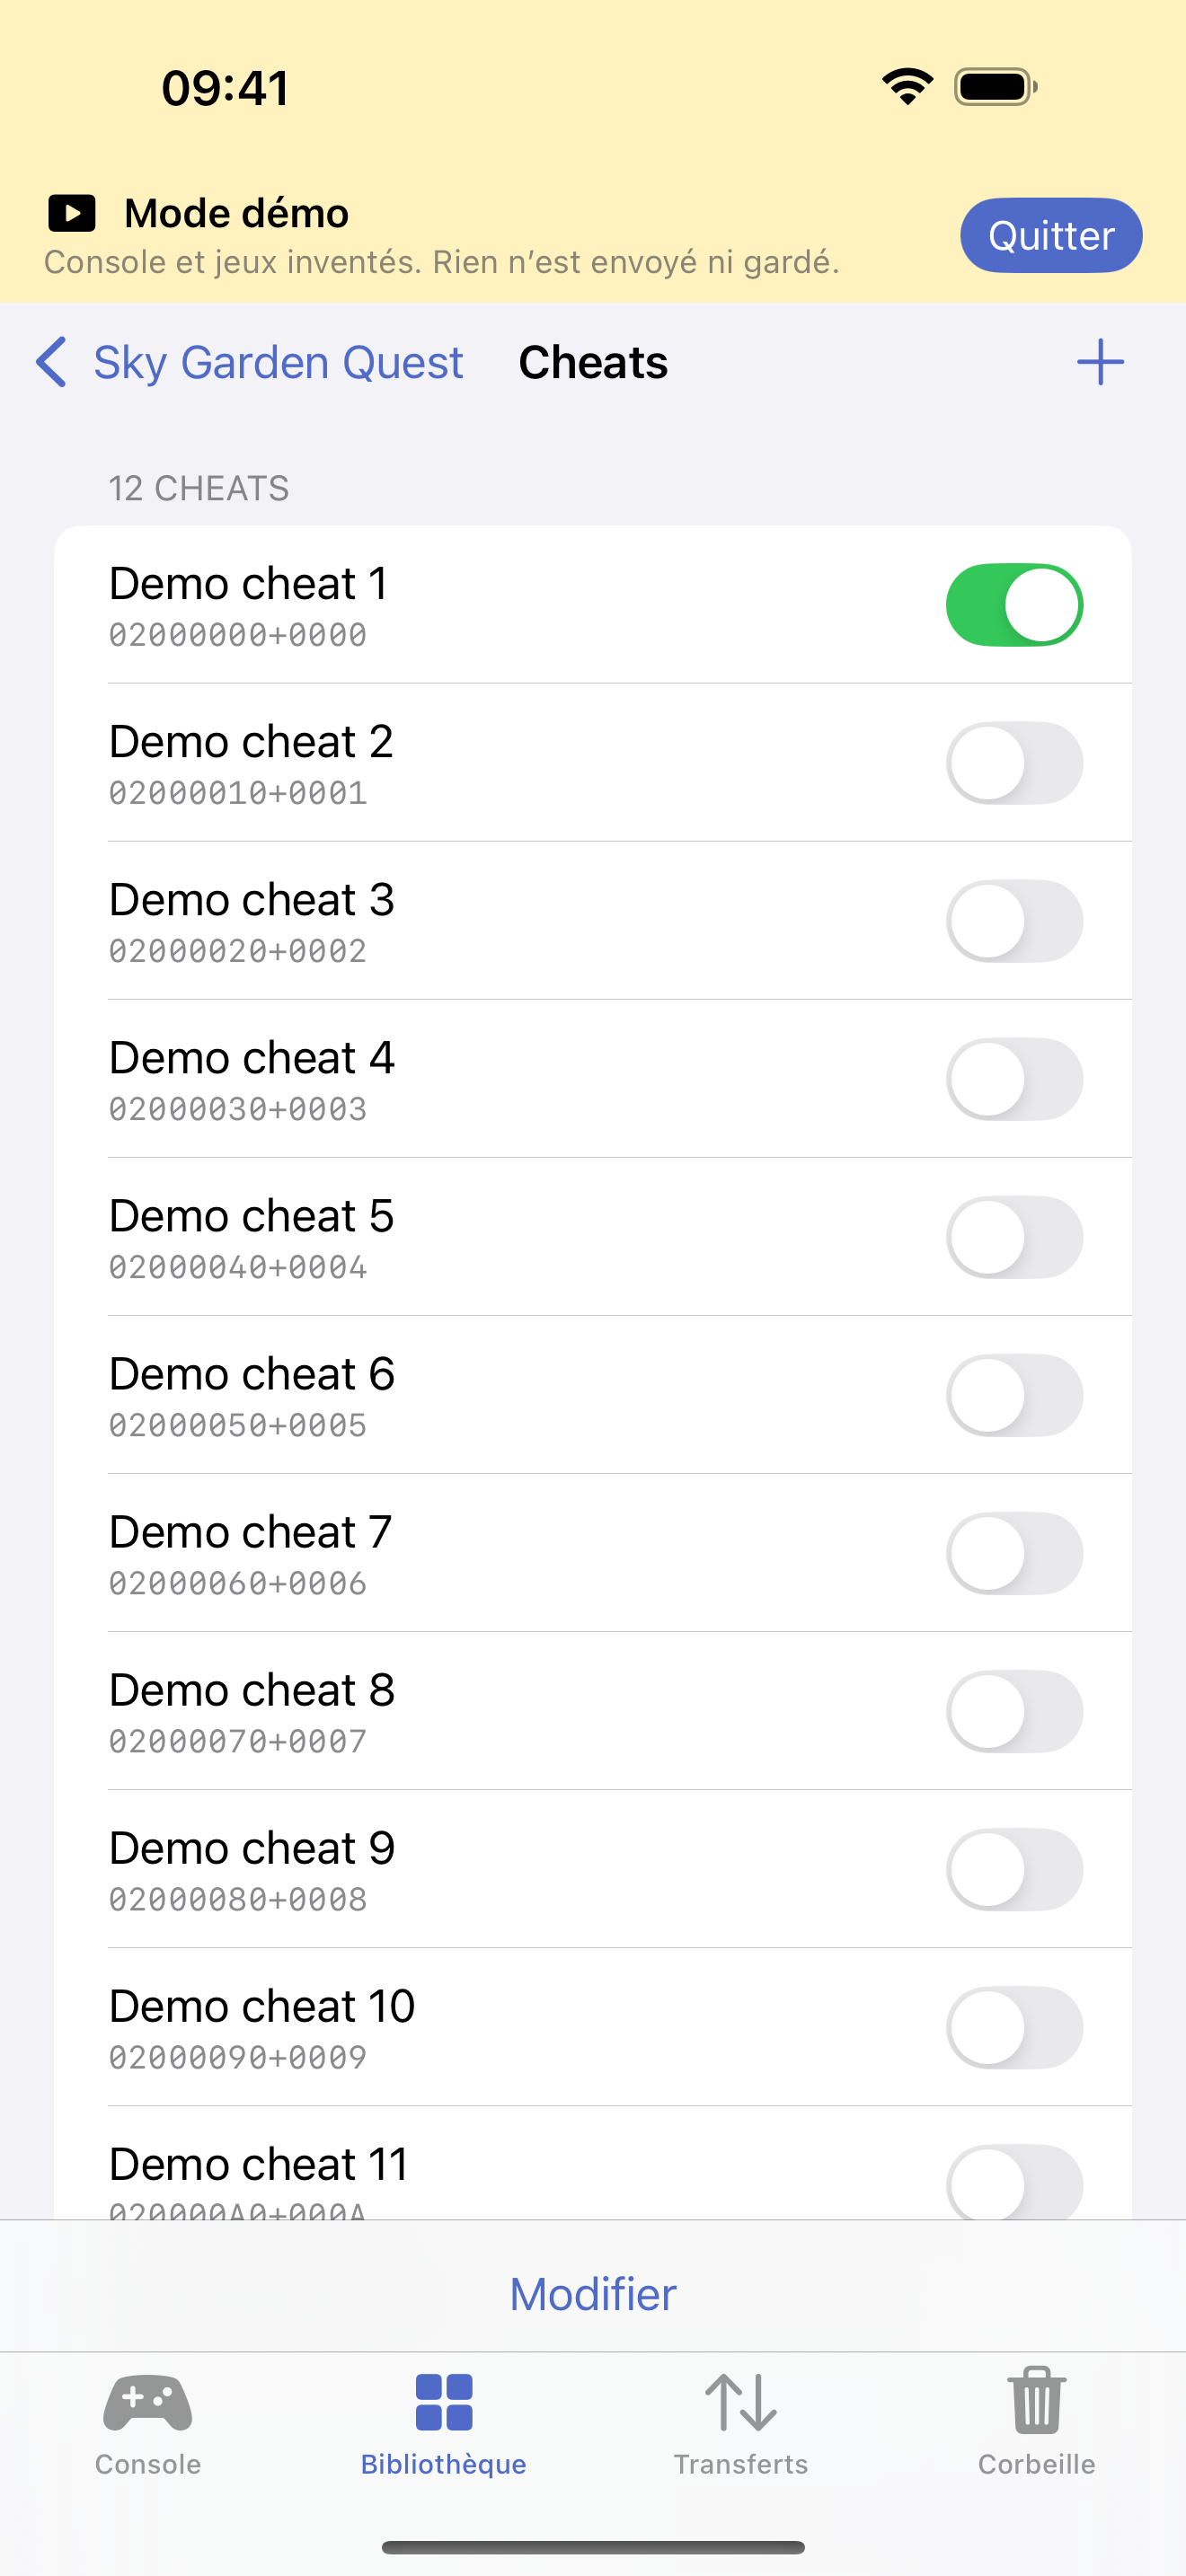 09:41
Mode démo
Console et jeux inventés. Rien n’est envoyé ni gardé.
Quitter
Sky Garden Quest
Cheats
12 CHEATS
Demo cheat 1
02000000+0000
Demo cheat 2
02000010+0001
Demo cheat 3
02000020+0002
Demo cheat 4
02000030+0003
Demo cheat 5
02000040+0004
Demo cheat 6
02000050+0005
Demo cheat 7
02000060+0006
Demo cheat 8
02000070+0007
Demo cheat 9
02000080+0008
Demo cheat 10
02000090+0009
Demo cheat 11
020000A0+000A
Modifier
Console
Bibliothèque
Transferts
Corbeille